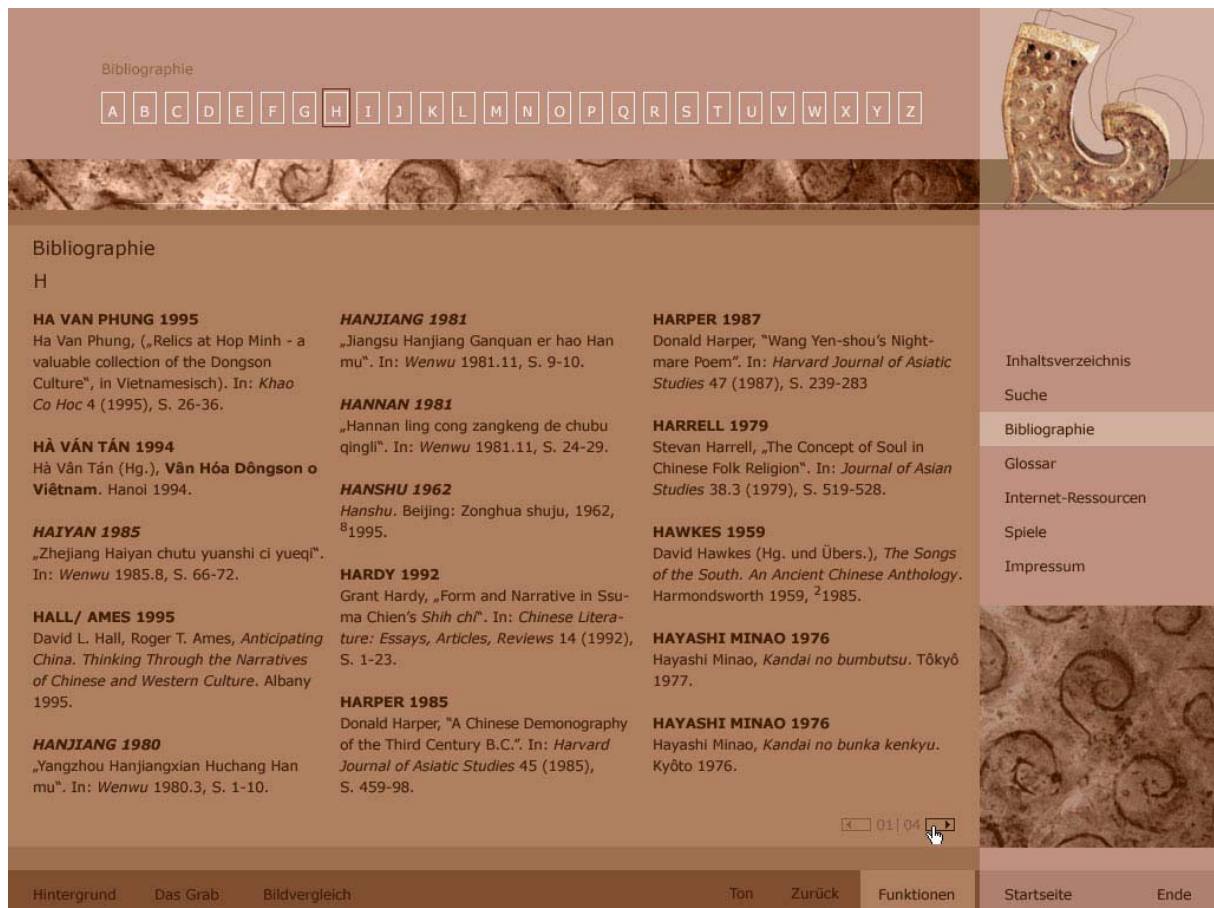 Bibliographie
A B C D E F G H I J K L M N O P Q R S T U V W X Y Z
Bibliographie
H
HA VAN PHUNG 1995
Ha Van Phung, („Relics at Hop Minh - a
valuable collection of the Dongson
Culture“, in Vietnamesisch). In: Khao
Co Hoc 4 (1995), S. 26-36.
HÀ VÁN TÁN 1994
Hà Vân Tán (Hg.), Vân Hóa Dôngson o
Viêtnam. Hanoi 1994.
HAIYAN 1985
„Zhejiang Haiyan chutu yuanshi ci yueqi“.
In: Wenwu 1985.8, S. 66-72.
HALL/ AMES 1995
David L. Hall, Roger T. Ames, Anticipating
China. Thinking Through the Narratives
of Chinese and Western Culture. Albany
1995.
HANJIANG 1980
„Yangzhou Hanjiangxian Huchang Han
mu“. In: Wenwu 1980.3, S. 1-10.
HANJIANG 1981
„Jiangsu Hanjiang Ganquan er hao Han
mu“. In: Wenwu 1981.11, S. 9-10.
HANNAN 1981
„Hannan ling cong zangkeng de chubu
qingli“. In: Wenwu 1981.11, S. 24-29.
HANSHU 1962
Hanshu. Beijing: Zonghua shuju, 1962,
⁸1995.
HARDY 1992
Grant Hardy, „Form and Narrative in Ssu-
ma Chien’s Shih chi“. In: Chinese Litera-
ture: Essays, Articles, Reviews 14 (1992),
S. 1-23.
HARPER 1985
Donald Harper, “A Chinese Demonography
of the Third Century B.C.”. In: Harvard
Journal of Asiatic Studies 45 (1985),
S. 459-98.
HARPER 1987
Donald Harper, “Wang Yen-shou’s Night-
mare Poem”. In: Harvard Journal of Asiatic
Studies 47 (1987), S. 239-283
HARRELL 1979
Stevan Harrell, „The Concept of Soul in
Chinese Folk Religion“. In: Journal of Asian
Studies 38.3 (1979), S. 519-528.
HAWKES 1959
David Hawkes (Hg. und Übers.), The Songs
of the South. An Ancient Chinese Anthology.
Harmondsworth 1959, ²1985.
HAYASHI MINAO 1976
Hayashi Minao, Kandai no bumbutsu. Tôkyô
1977.
HAYASHI MINAO 1976
Hayashi Minao, Kandai no bunka kenkyu.
Kyôto 1976.
01| 04
Inhaltsverzeichnis
Suche
Bibliographie
Glossar
Internet-Ressourcen
Spiele
Impressum
Hintergrund Das Grab Bildvergleich Ton Zurück Funktionen Startseite Ende